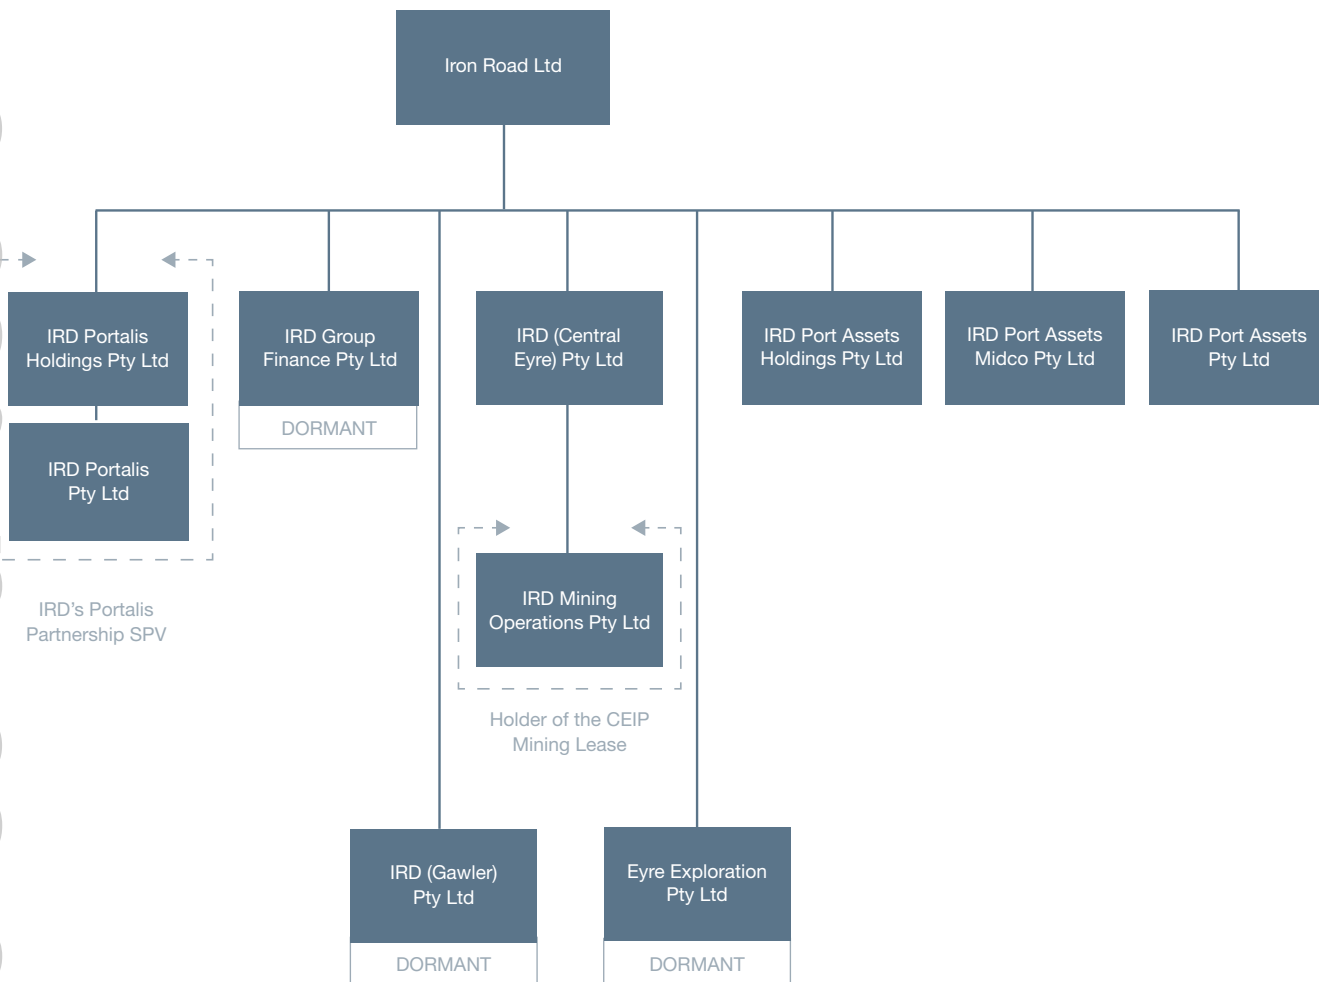 Iron Road Ltd
IRD Portalis
Holdings Pty Ltd
IRD Group
Finance Pty Ltd
DORMANT
IRD (Central
Eyre) Pty Ltd
IRD Port Assets
Holdings Pty Ltd
IRD Port Assets
Midco Pty Ltd
IRD Port Assets
Pty Ltd
IRD Portalis
Pty Ltd
IRD's Portalis
Partnership SPV
IRD Mining
Operations Pty Ltd
Holder of the CEIP
Mining Lease
IRD (Gawler)
Pty Ltd
DORMANT
Eyre Exploration
Pty Ltd
DORMANT